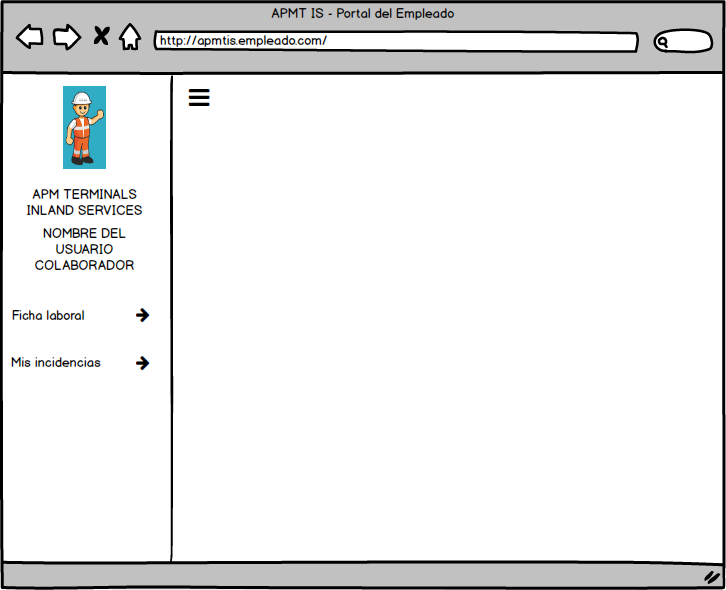 APMT IS - Portal del Empleado
http://apmtis.empleado.com/
APM TERMINALS
INLAND SERVICES
NOMBRE DEL
USUARIO
COLABORADOR
Ficha laboral
Mis incidencias